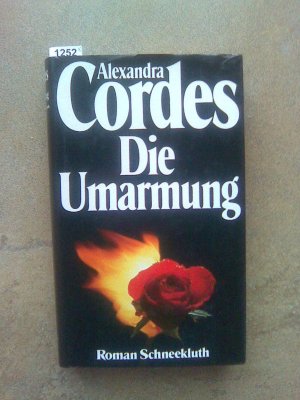 1252
Alexandra
Cordes
Die
Umarmung
Roman Schneekluth